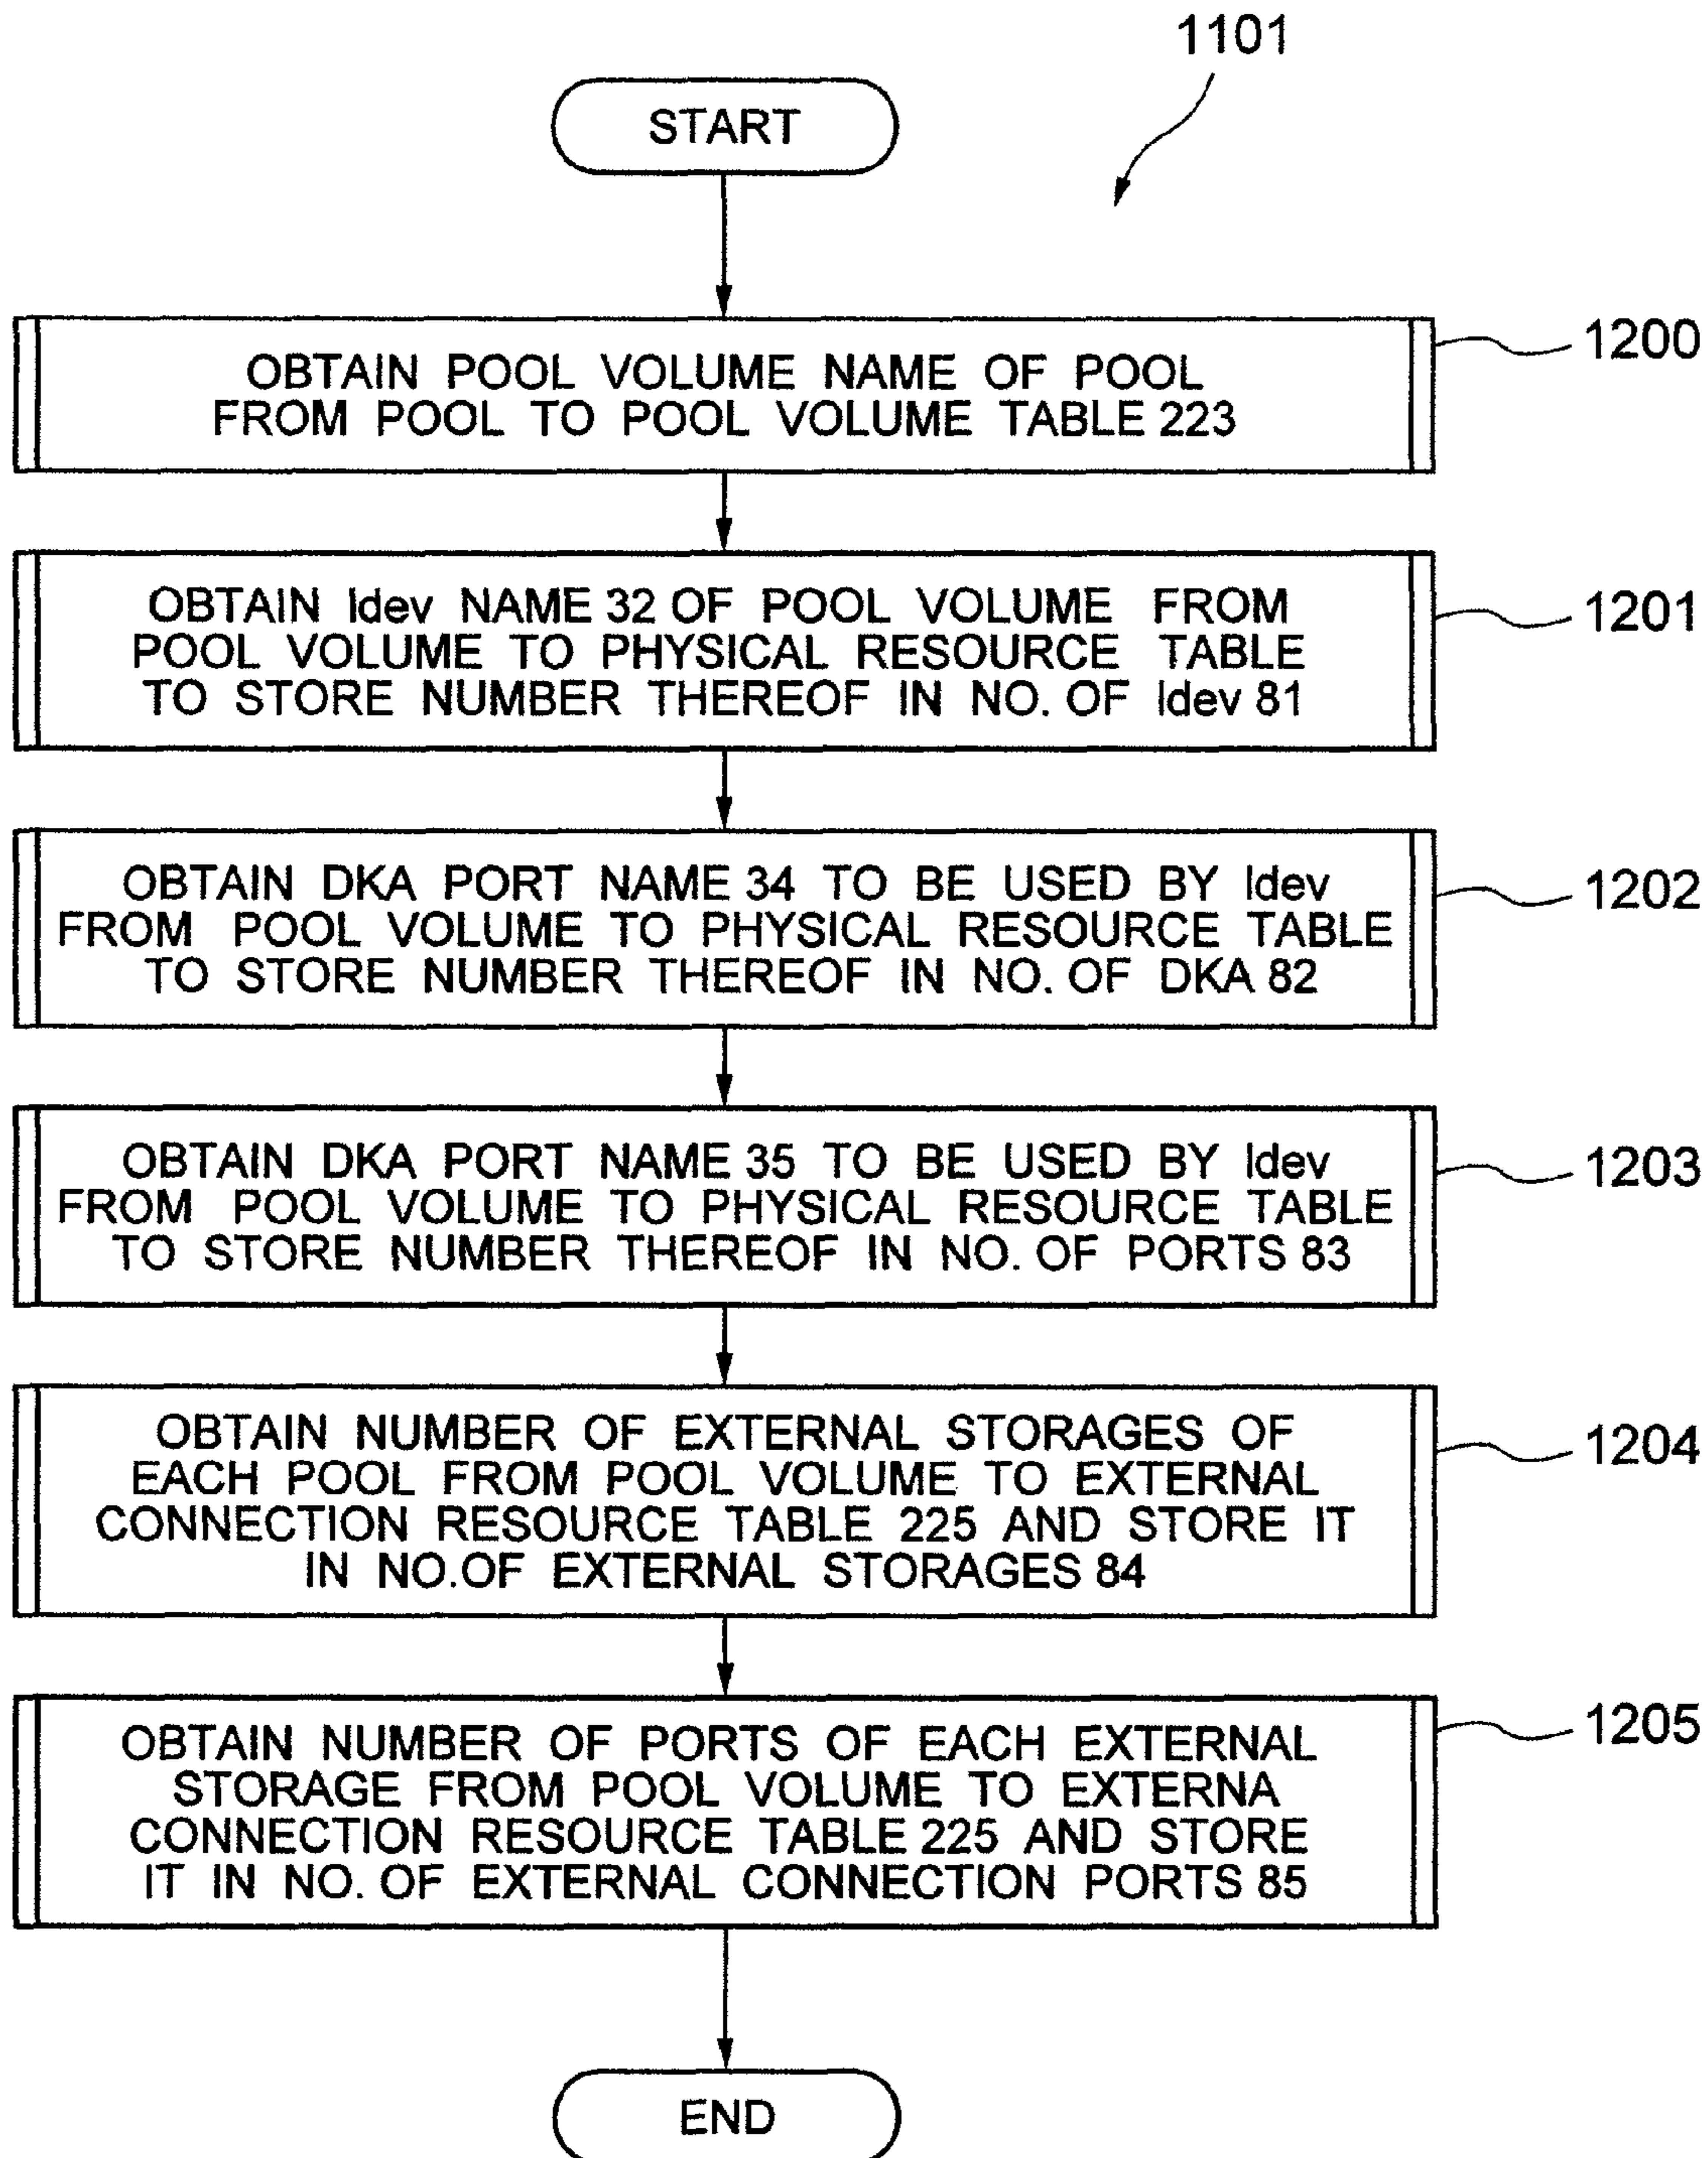 1101
START
OBTAIN POOL VOLUME NAME OF POOL
FROM POOL TO POOL VOLUME TABLE 223
1200
OBTAIN ldev NAME 32 OF POOL VOLUME FROM
POOL VOLUME TO PHYSICAL RESOURCE TABLE
TO STORE NUMBER THEREOF IN NO. OF ldev 81
1201
OBTAIN DKA PORT NAME 34 TO BE USED BY ldev
FROM POOL VOLUME TO PHYSICAL RESOURCE TABLE
TO STORE NUMBER THEREOF IN NO. OF DKA 82
1202
OBTAIN DKA PORT NAME 35 TO BE USED BY ldev
FROM POOL VOLUME TO PHYSICAL RESOURCE TABLE
TO STORE NUMBER THEREOF IN NO. OF PORTS 83
1203
OBTAIN NUMBER OF EXTERNAL STORAGES OF
EACH POOL FROM POOL VOLUME TO EXTERNAL
CONNECTION RESOURCE TABLE 225 AND STORE IT
IN NO.OF EXTERNAL STORAGES 84
1204
OBTAIN NUMBER OF PORTS OF EACH EXTERNAL
STORAGE FROM POOL VOLUME TO EXTERNA
CONNECTION RESOURCE TABLE 225 AND STORE
IT IN NO. OF EXTERNAL CONNECTION PORTS 85
1205
END